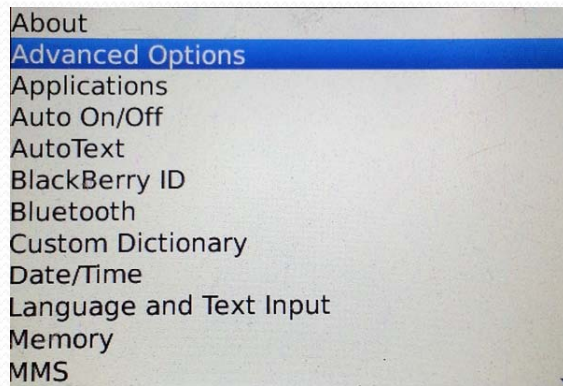 About
Advanced Options
Applications
Auto On/Off
AutoText
BlackBerry ID
Bluetooth
Custom Dictionary
Date/Time
Language and Text Input
Memory
MMS